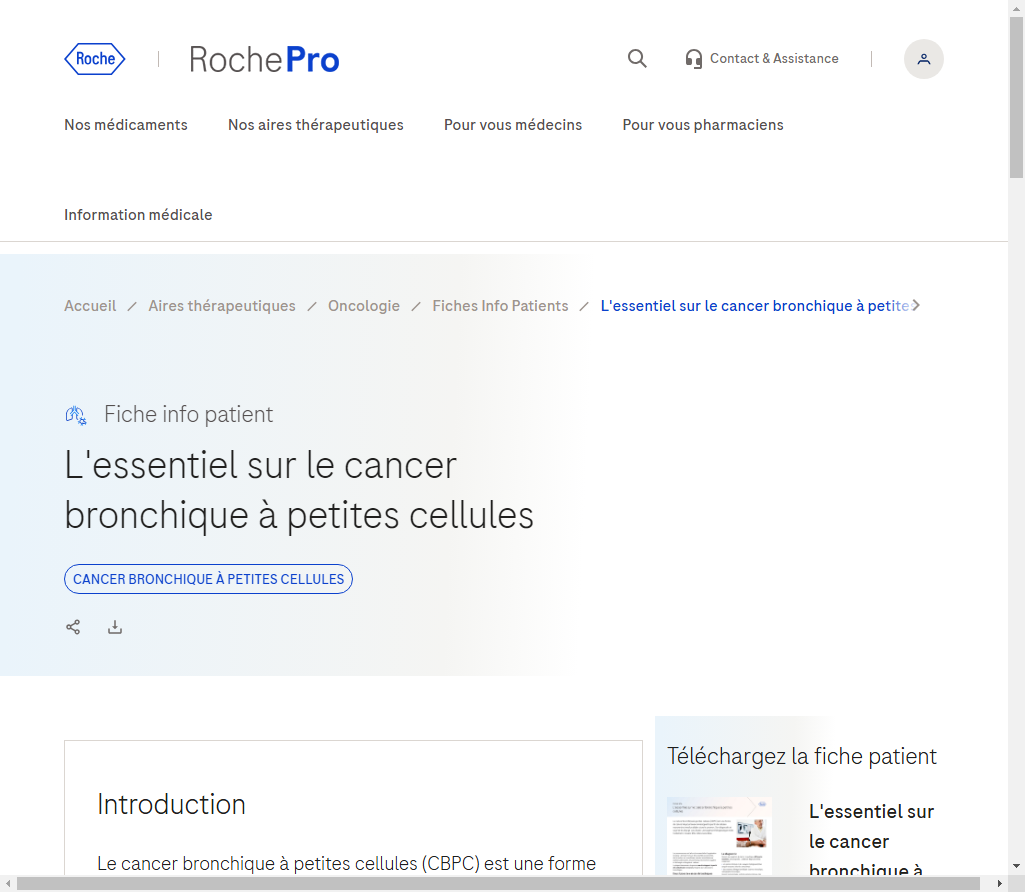 Roche
RochePro
Contact & Assistance
Nos médicaments
Nos aires thérapeutiques
Pour vous médecins
Pour vous pharmaciens
Information médicale
Accueil / Aires thérapeutiques / Oncologie / Fiches Info Patients / L'essentiel sur le cancer bronchique à petites
Fiche info patient
L'essentiel sur le cancer
bronchique à petites cellules
CANCER BRONCHIQUE À PETITES CELLULES
Introduction
Le cancer bronchique à petites cellules (CBPC) est une forme
Téléchargez la fiche patient
L'essentiel sur
le cancer
bronchique à